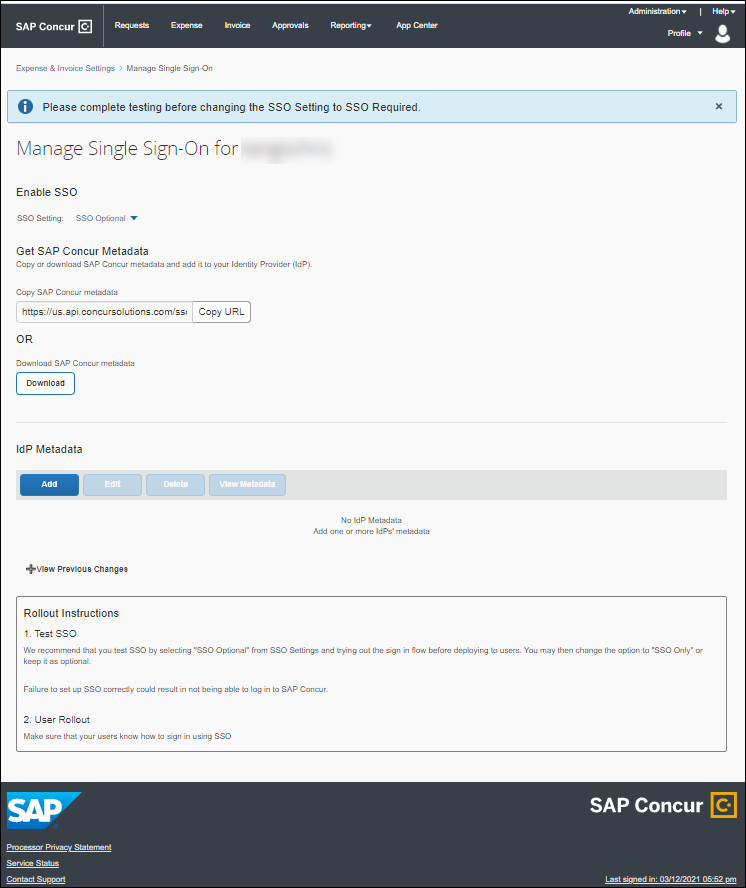 Administration▾ | Help▾
SAP Concur Requests Expense Invoice Approvals Reporting▾ App Center
Profile ▾
Expense & Invoice Settings > Manage Single Sign-On
Please complete testing before changing the SSO Setting to SSO Required. ×
Manage Single Sign-On for
Enable SSO
SSO Setting: SSO Optional ▾
Get SAP Concur Metadata
Copy or download SAP Concur metadata and add it to your Identity Provider (IdP).
Copy SAP Concur metadata
https://us.api.concursolutions.com/sso Copy URL
OR
Download SAP Concur metadata
Download
IdP Metadata
Add Edit Delete View Metadata
No IdP Metadata
Add one or more IdPs' metadata
View Previous Changes
Rollout Instructions
1. Test SSO
We recommend that you test SSO by selecting "SSO Optional" from SSO Settings and trying out the sign in flow before deploying to users. You may then change the option to "SSO Only" or
keep it as optional.
Failure to set up SSO correctly could result in not being able to log in to SAP Concur.
2. User Rollout
Make sure that your users know how to sign in using SSO
SAP SAP Concur
Processor Privacy Statement
Service Status
Contact Support Last signed in: 03/12/2021 05:52 pm